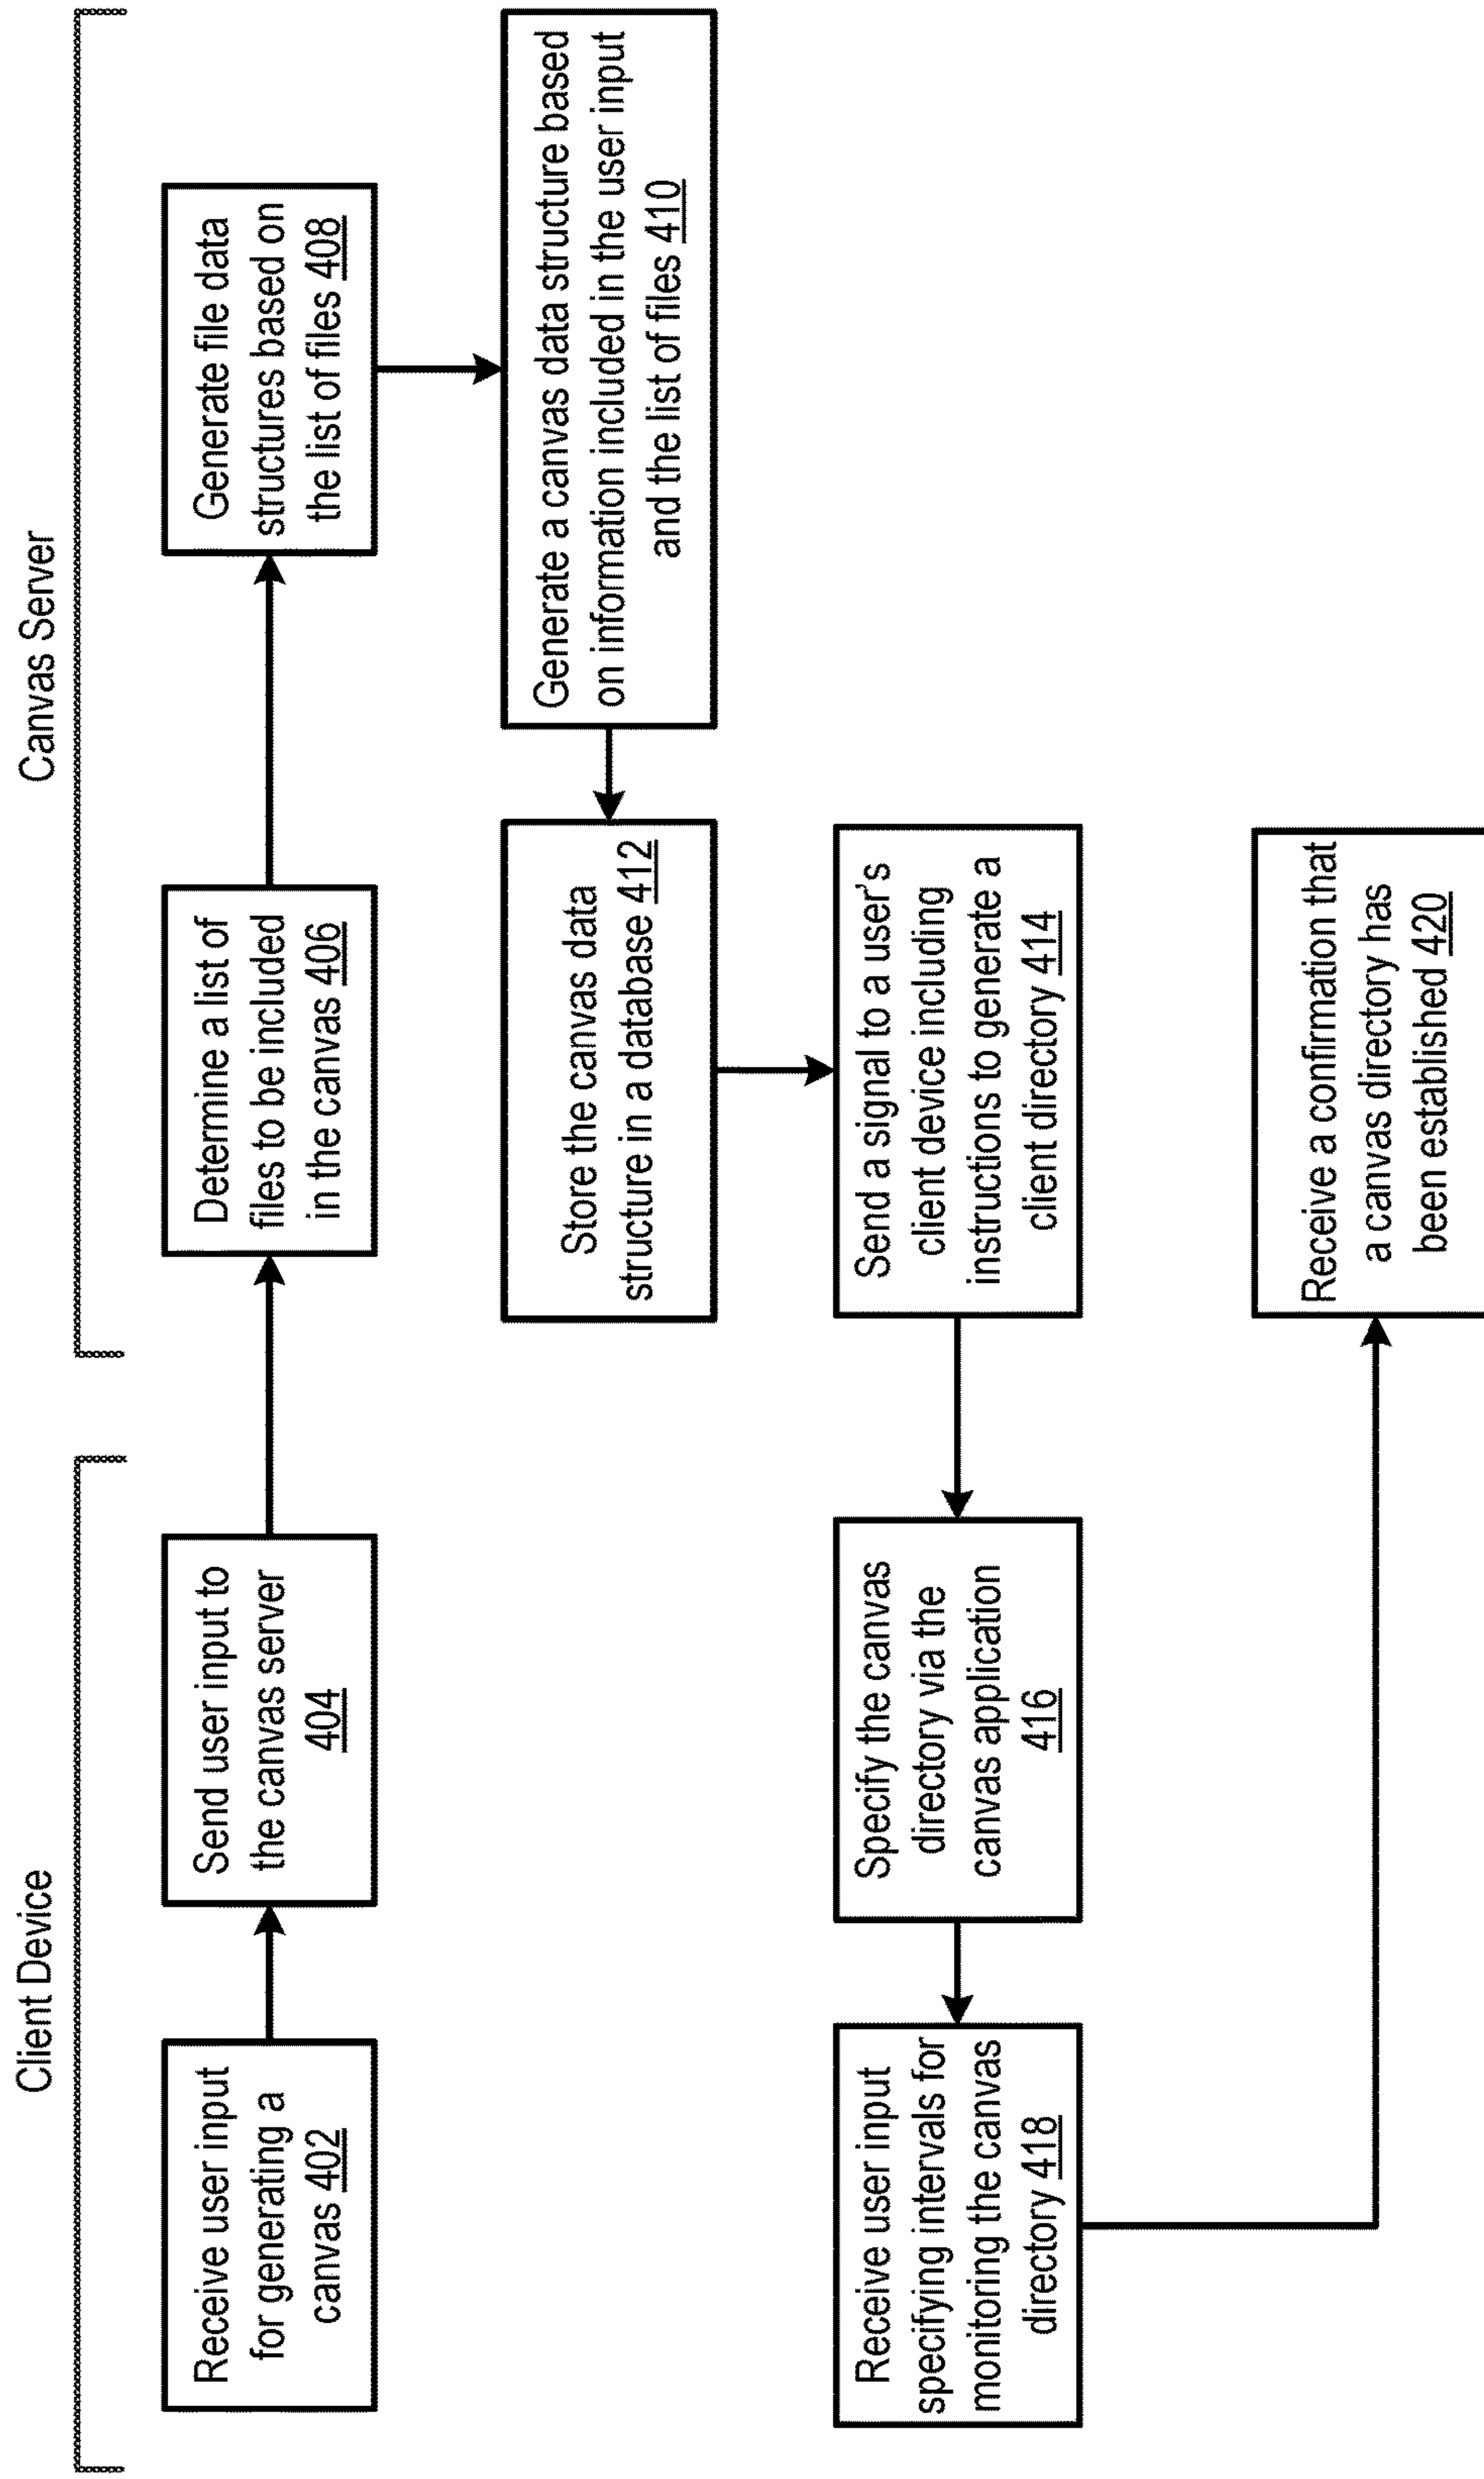 Client Device
Canvas Server
Receive user input
for generating a
canvas 402
Send user input to
the canvas server
404
Determine a list of
files to be included
in the canvas 406
Generate file data
structures based on
the list of files 408
Generate a canvas data structure based
on information included in the user input
and the list of files 410
Store the canvas data
structure in a database 412
Send a signal to a user's
client device including
instructions to generate a
client directory 414
Specify the canvas
directory via the
canvas application
416
Receive user input
specifying intervals for
monitoring the canvas
directory 418
Receive a confirmation that
a canvas directory has
been established 420